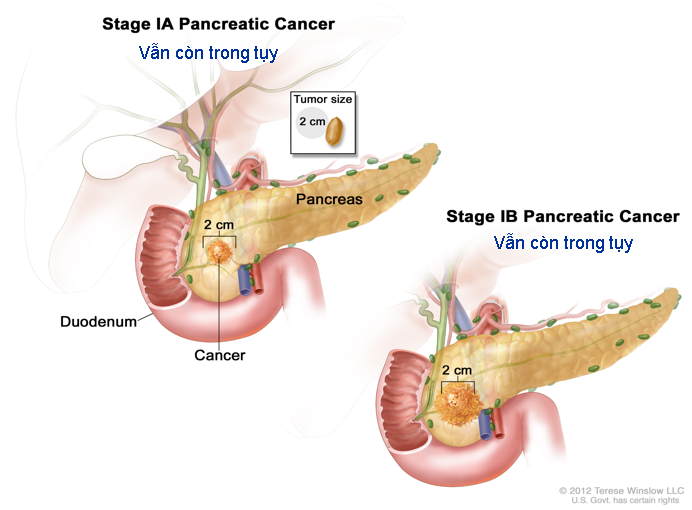 Stage IA Pancreatic Cancer
Vẫn còn trong tụy
Tumor size
2 cm
Pancreas
2 cm
Duodenum
Cancer
Stage IB Pancreatic Cancer
Vẫn còn trong tụy
2 cm
© 2012 Terese Winslow LLC
U.S. Govt. has certain rights